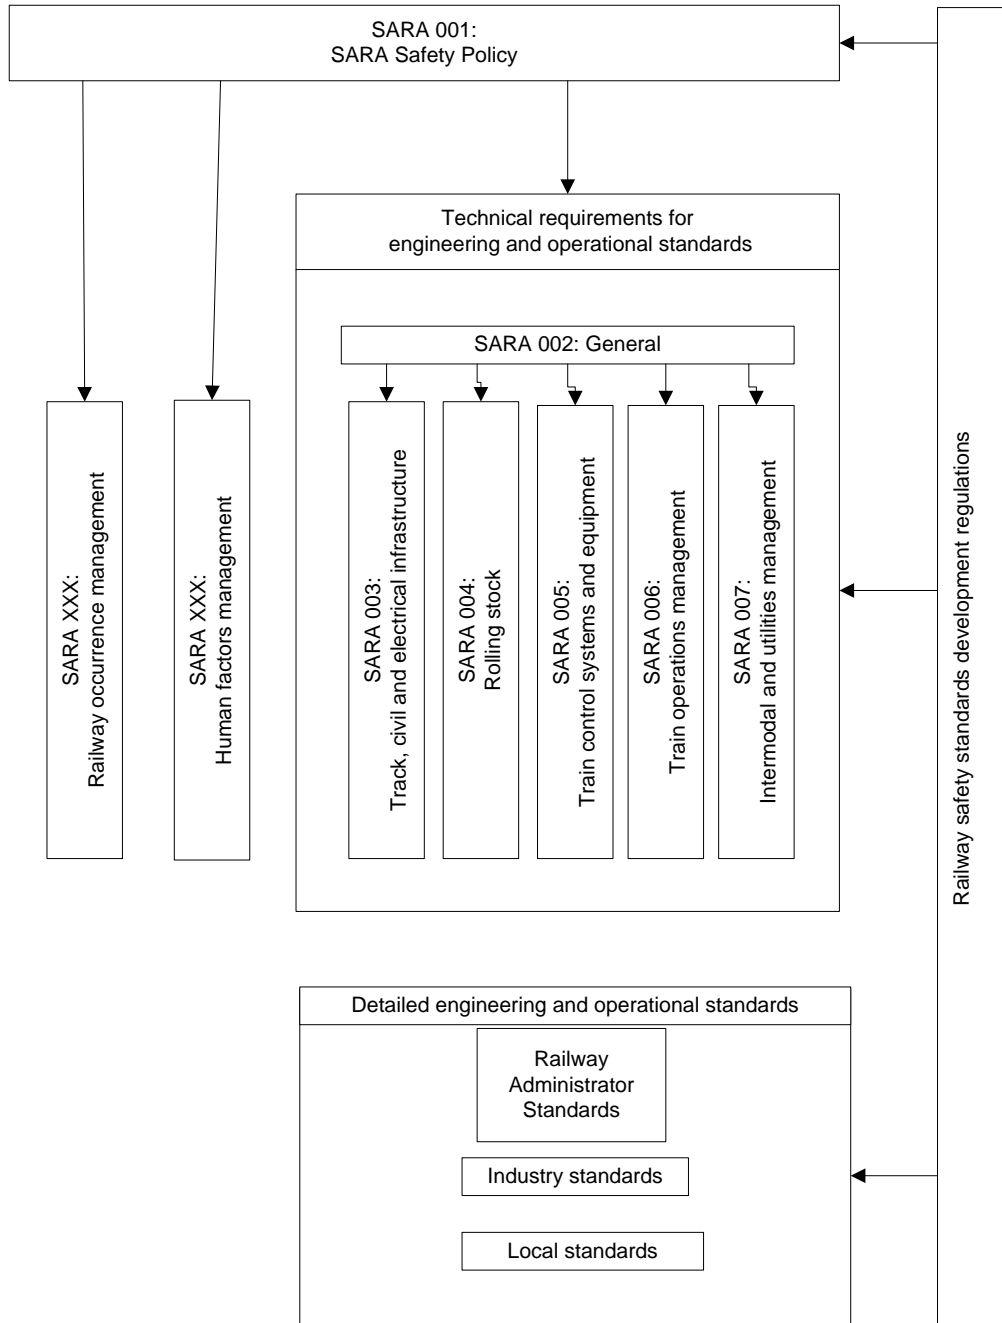 SARA 001:
SARA Safety Policy
Technical requirements for
engineering and operational standards
SARA 002: General
SARA XXX:
Railway occurrence management
SARA XXX:
Human factors management
SARA 003:
Track, civil and electrical infrastructure
SARA 004:
Rolling stock
SARA 005:
Train control systems and equipment
SARA 006:
Train operations management
SARA 007:
Intermodal and utilities management
Railway safety standards development regulations
Detailed engineering and operational standards
Railway
Administrator
Standards
Industry standards
Local standards